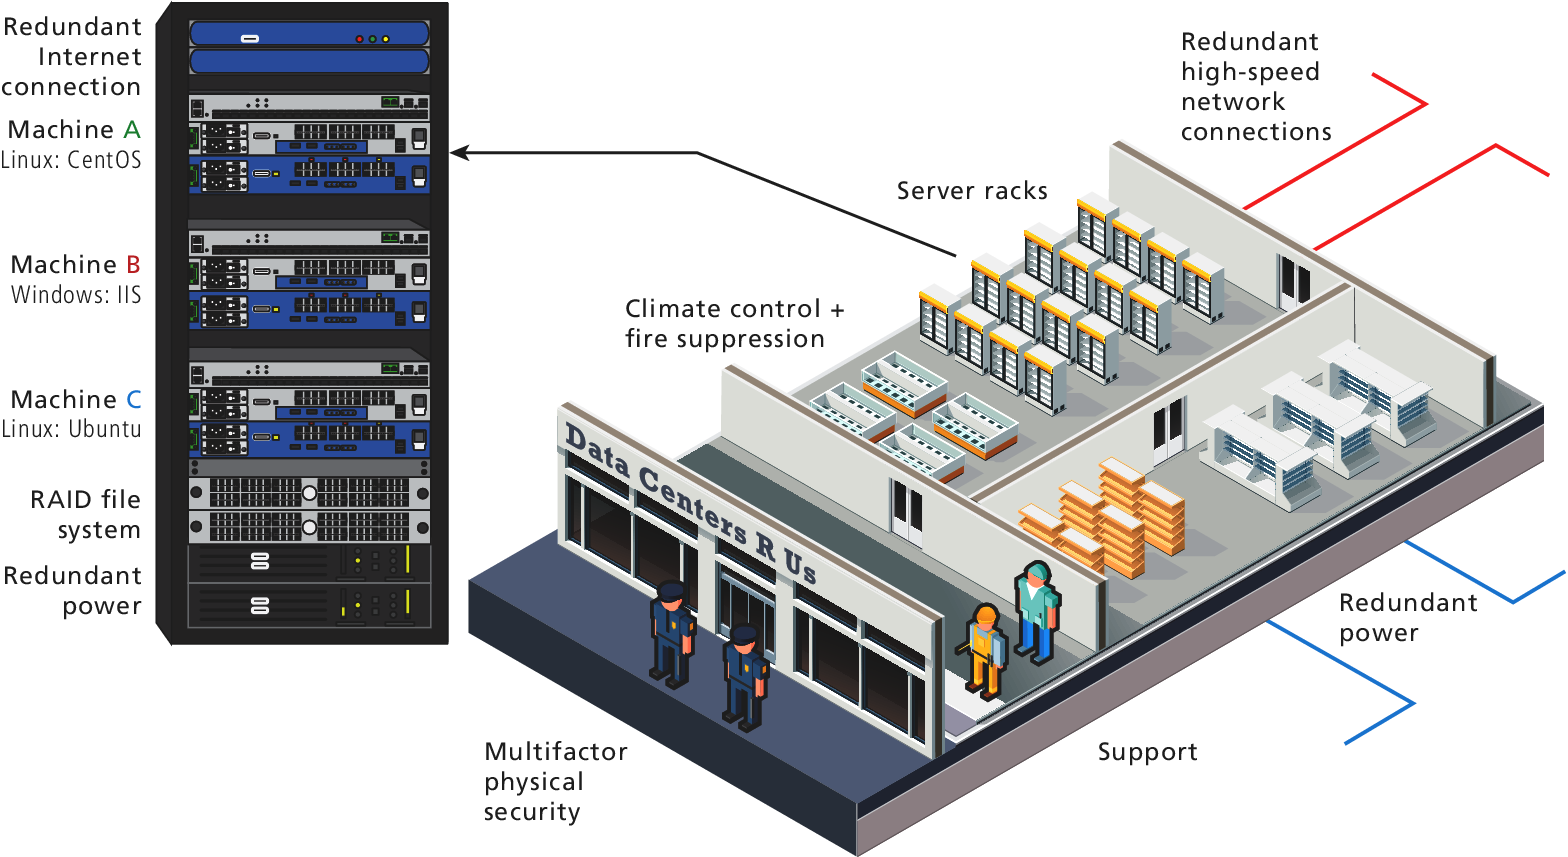 Redundant
Internet
connection
Machine A
Linux: CentOS
Machine B
Windows: IIS
Machine C
Linux: Ubuntu
RAID file
system
Redundant
power
Redundant
high-speed
network
connections
Server racks
Climate control +
fire suppression
Data Centers R Us
Redundant
power
Support
Multifactor
physical
security